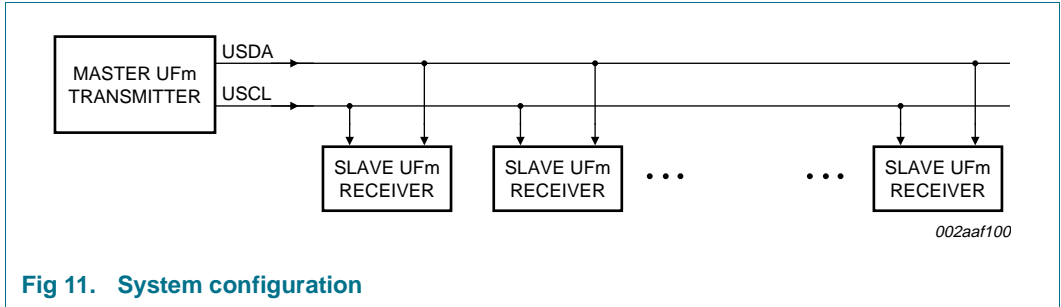 USDA
MASTER UFm
TRANSMITTER
USCL
SLAVE UFm
RECEIVER
SLAVE UFm
RECEIVER
SLAVE UFm
RECEIVER
002aaf100
Fig 11. System configuration